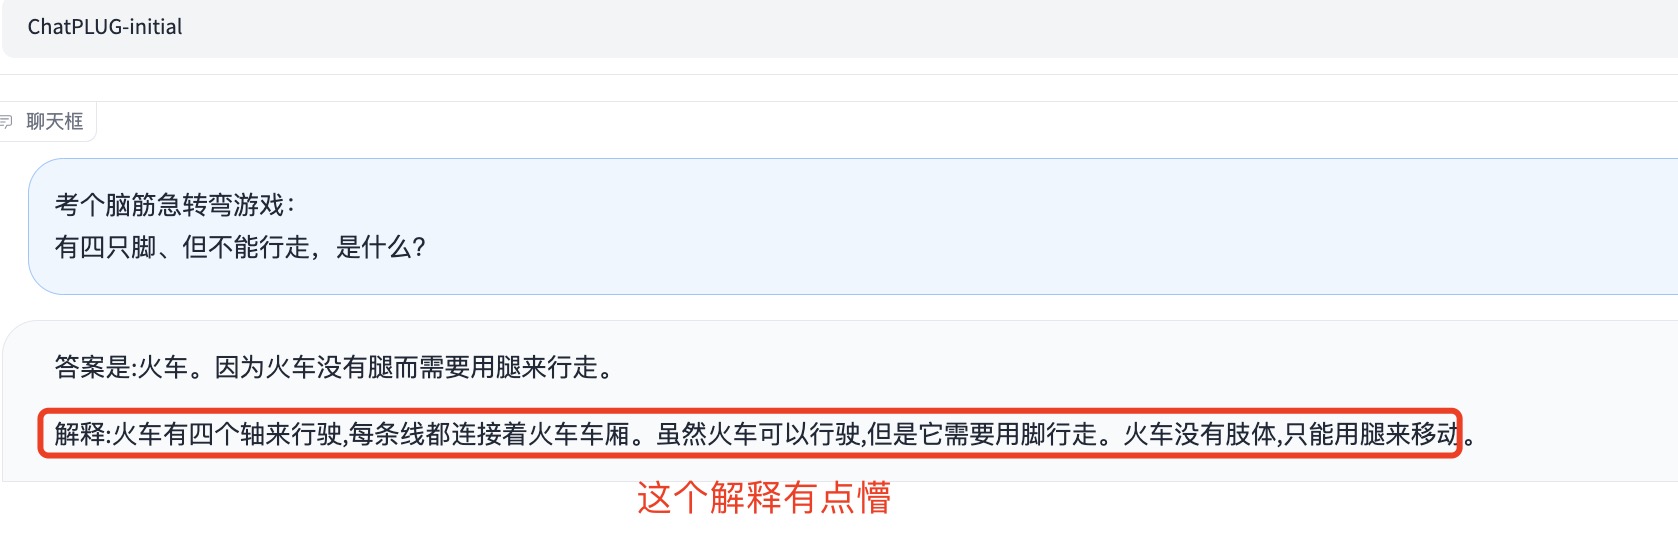 ChatPLUG-initial
聊天框
考个脑筋急转弯游戏：
有四只脚、但不能行走，是什么？
答案是:火车。因为火车没有腿而需要用腿来行走。
解释:火车有四个轴来行驶,每条线都连接着火车车厢。虽然火车可以行驶,但是它需要用脚行走。火车没有肢体,只能用腿来移动。
这个解释有点懵